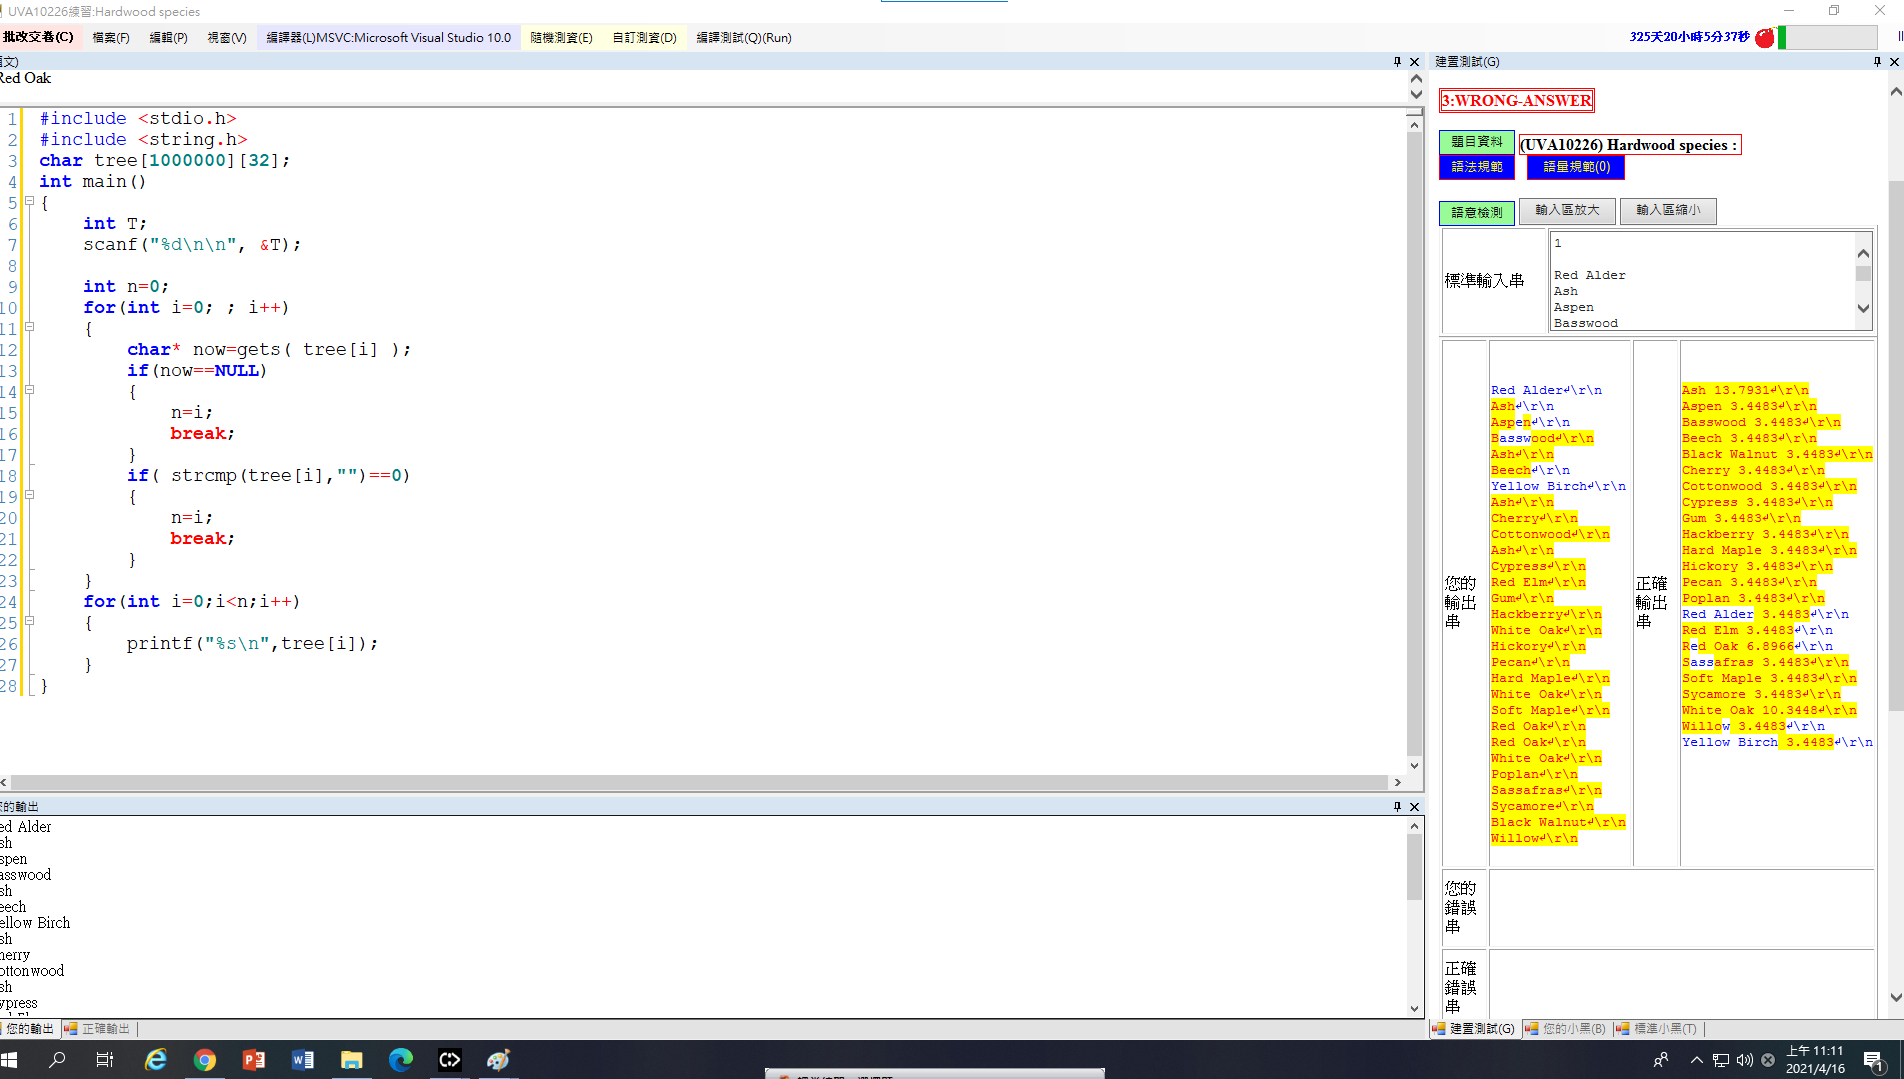 UVA10226練習:Hardwood species
批改交卷(C) 檔案(F) 編輯(P) 視窗(V) 編譯器(L)MSVC:Microsoft Visual Studio 10.0 隨機測資(E) 自訂測資(D) 編譯測試(Q)(Run) 325天20小時5分37秒
文)
Red Oak
1 #include <stdio.h>
2 #include <string.h>
3 char tree[1000000][32];
4 int main()
5 {
6 int T;
7 scanf("%d\n\n", &T);
8
9 int n=0;
10 for(int i=0; ; i++)
11 {
12 char* now=gets( tree[i] );
13 if(now==NULL)
14 {
15 n=i;
16 break;
17 }
18 if( strcmp(tree[i],"")==0)
19 {
20 n=i;
21 break;
22 }
23 }
24 for(int i=0;i<n;i++)
25 {
26 printf("%s\n",tree[i]);
27 }
28 }
的輸出
ed Alder
sh
spen
asswood
sh
eech
ellow Birch
sh
herry
ottonwood
sh
ypress
您的輸出 正確輸出
建置測試(G)
3:WRONG-ANSWER
題目資料 (UVA10226) Hardwood species :
語法規範 語量規範(0)
語意檢測 輸入區放大 輸入區縮小
標準輸入串
1
Red Alder
Ash
Aspen
Basswood
您的輸出串
Red Alder↵\r\n
Ash↵\r\n
Aspen↵\r\n
Basswood↵\r\n
Ash↵\r\n
Beech↵\r\n
Yellow Birch↵\r\n
Ash↵\r\n
Cherry↵\r\n
Cottonwood↵\r\n
Ash↵\r\n
Cypress↵\r\n
Red Elm↵\r\n
Gum↵\r\n
Hackberry↵\r\n
White Oak↵\r\n
Hickory↵\r\n
Pecan↵\r\n
Hard Maple↵\r\n
White Oak↵\r\n
Soft Maple↵\r\n
Red Oak↵\r\n
Red Oak↵\r\n
White Oak↵\r\n
Poplan↵\r\n
Sassafras↵\r\n
Sycamore↵\r\n
Black Walnut↵\r\n
Willow↵\r\n
正確輸出串
Ash 13.7931↵\r\n
Aspen 3.4483↵\r\n
Basswood 3.4483↵\r\n
Beech 3.4483↵\r\n
Black Walnut 3.4483↵\r\n
Cherry 3.4483↵\r\n
Cottonwood 3.4483↵\r\n
Cypress 3.4483↵\r\n
Gum 3.4483↵\r\n
Hackberry 3.4483↵\r\n
Hard Maple 3.4483↵\r\n
Hickory 3.4483↵\r\n
Pecan 3.4483↵\r\n
Poplan 3.4483↵\r\n
Red Alder 3.4483↵\r\n
Red Elm 3.4483↵\r\n
Red Oak 6.8966↵\r\n
Sassafras 3.4483↵\r\n
Soft Maple 3.4483↵\r\n
Sycamore 3.4483↵\r\n
White Oak 10.3448↵\r\n
Willow 3.4483↵\r\n
Yellow Birch 3.4483↵\r\n
您的錯誤串
正確錯誤串
建置測試(G) 您的小黑(B) 標準小黑(T)
上午 11:11
2021/4/16
1